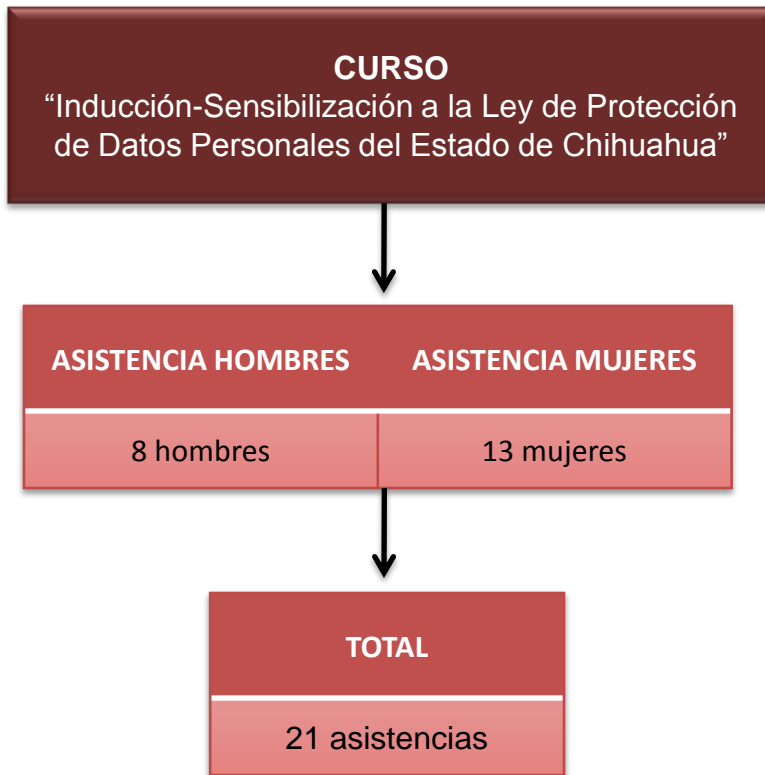 CURSO
“Inducción-Sensibilización a la Ley de Protección
de Datos Personales del Estado de Chihuahua”
ASISTENCIA HOMBRES ASISTENCIA MUJERES
8 hombres 13 mujeres
TOTAL
21 asistencias